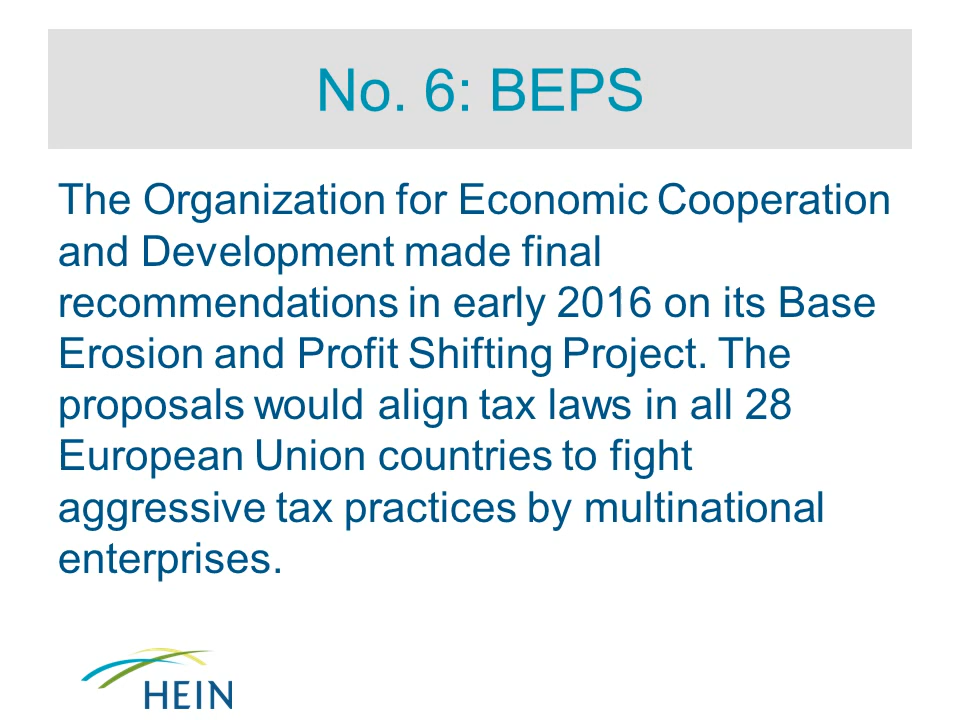 No. 6: BEPS
The Organization for Economic Cooperation
and Development made final
recommendations in early 2016 on its Base
Erosion and Profit Shifting Project. The
proposals would align tax laws in all 28
European Union countries to fight
aggressive tax practices by multinational
enterprises.
HEIN